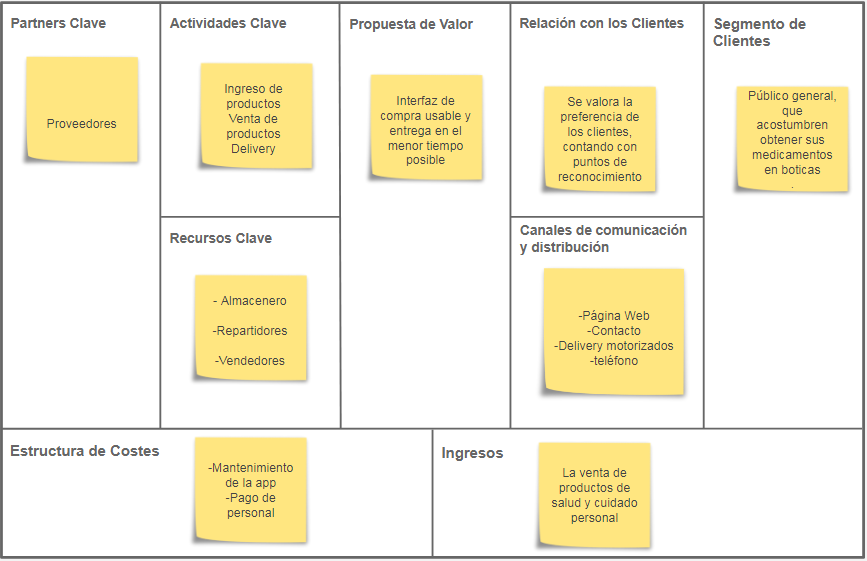 Partners Clave
Proveedores
Actividades Clave
Ingreso de
productos
Venta de
productos
Delivery
Recursos Clave
- Almacenero
-Repartidores
-Vendedores
Propuesta de Valor
Interfaz de
compra usable y
entrega en el
menor tiempo
posible
Relación con los Clientes
Se valora la
preferencia de
los clientes,
contando con
puntos de
reconocimiento
Canales de comunicación
y distribución
-Página Web
-Contacto
-Delivery motorizados
-teléfono
Segmento de
Clientes
Público general,
que
acostumbren
obtener sus
medicamentos
en boticas
.
Estructura de Costes
-Mantenimiento
de la app
-Pago de
personal
Ingresos
La venta de
productos de
salud y cuidado
personal